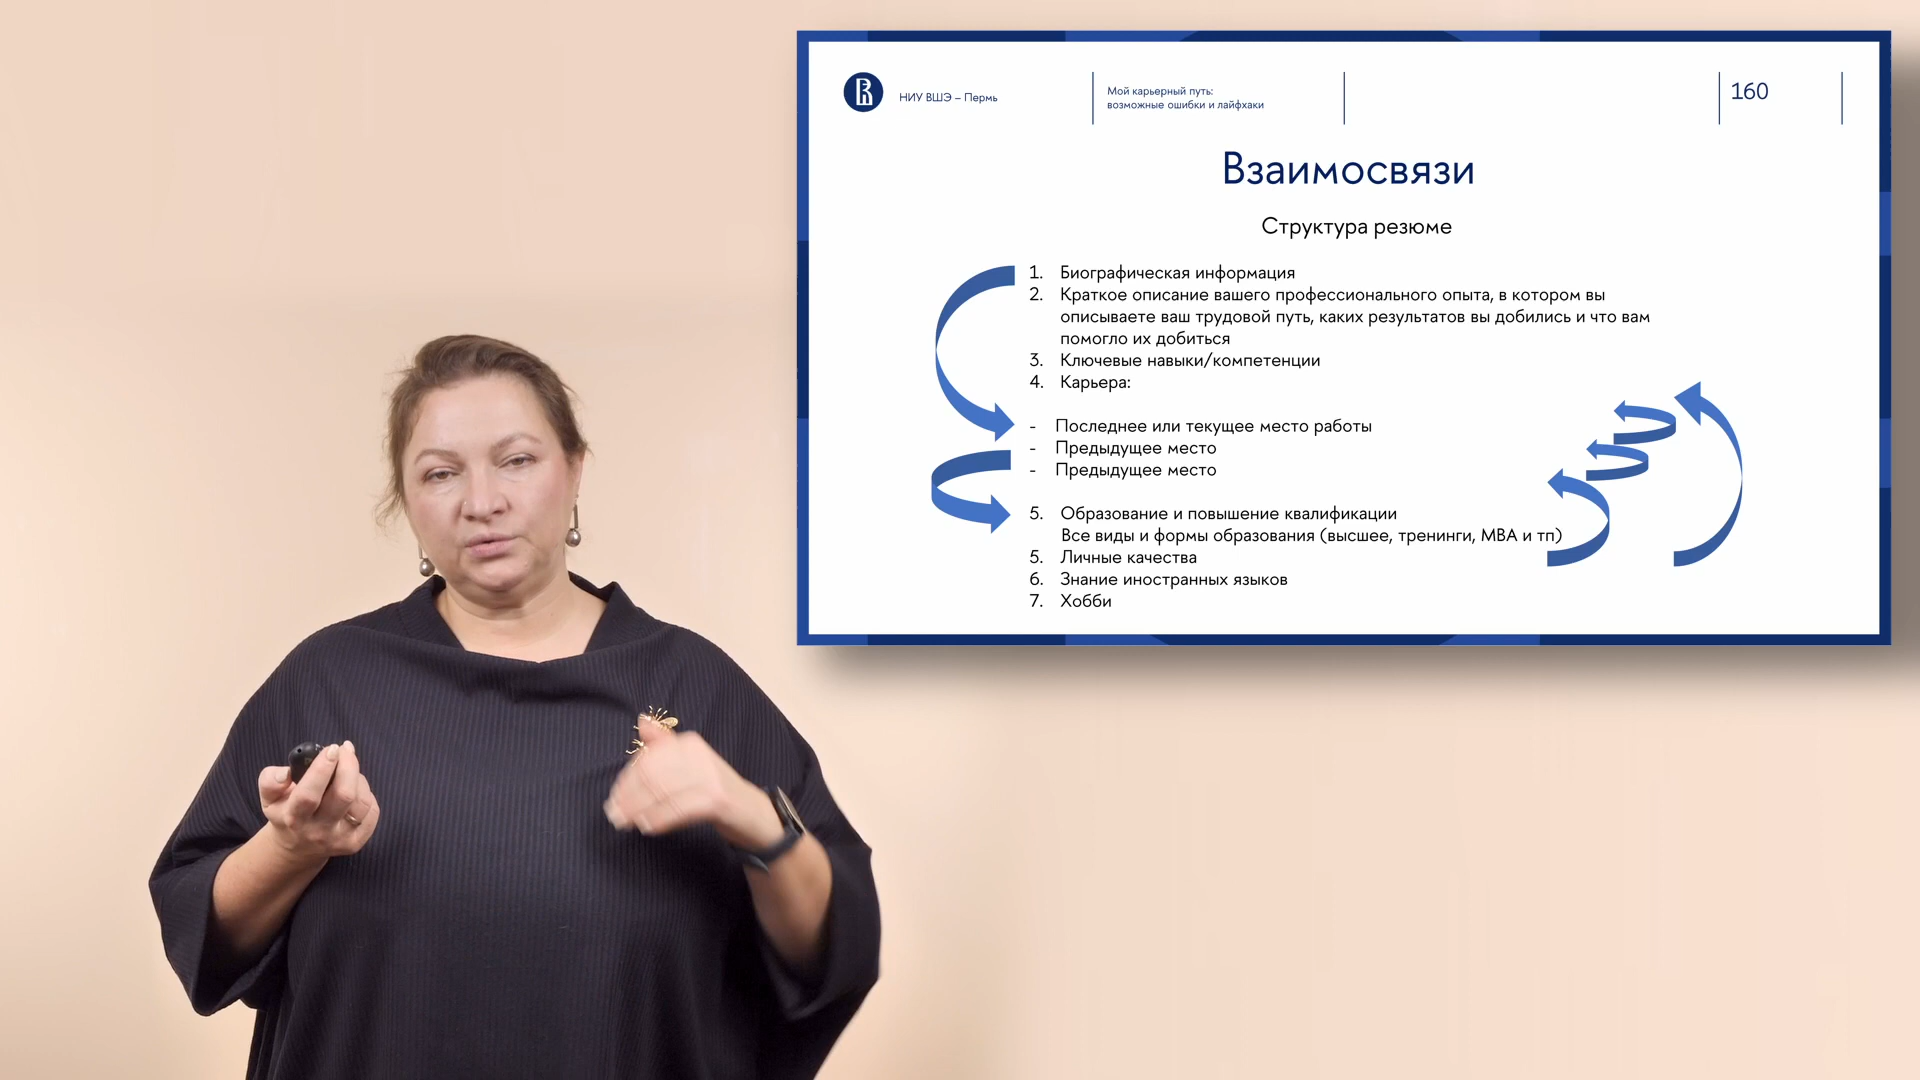 НИУ ВШЭ – Пермь
Мой карьерный путь:
возможные ошибки и лайфхаки
160
Взаимосвязи
Структура резюме
1. Биографическая информация
2. Краткое описание вашего профессионального опыта, в котором вы
описываете ваш трудовой путь, каких результатов вы добились и что вам
помогло их добиться
3. Ключевые навыки/компетенции
4. Карьера:
- Последнее или текущее место работы
- Предыдущее место
- Предыдущее место
5. Образование и повышение квалификации
Все виды и формы образования (высшее, тренинги, МВА и тп)
5. Личные качества
6. Знание иностранных языков
7. Хобби